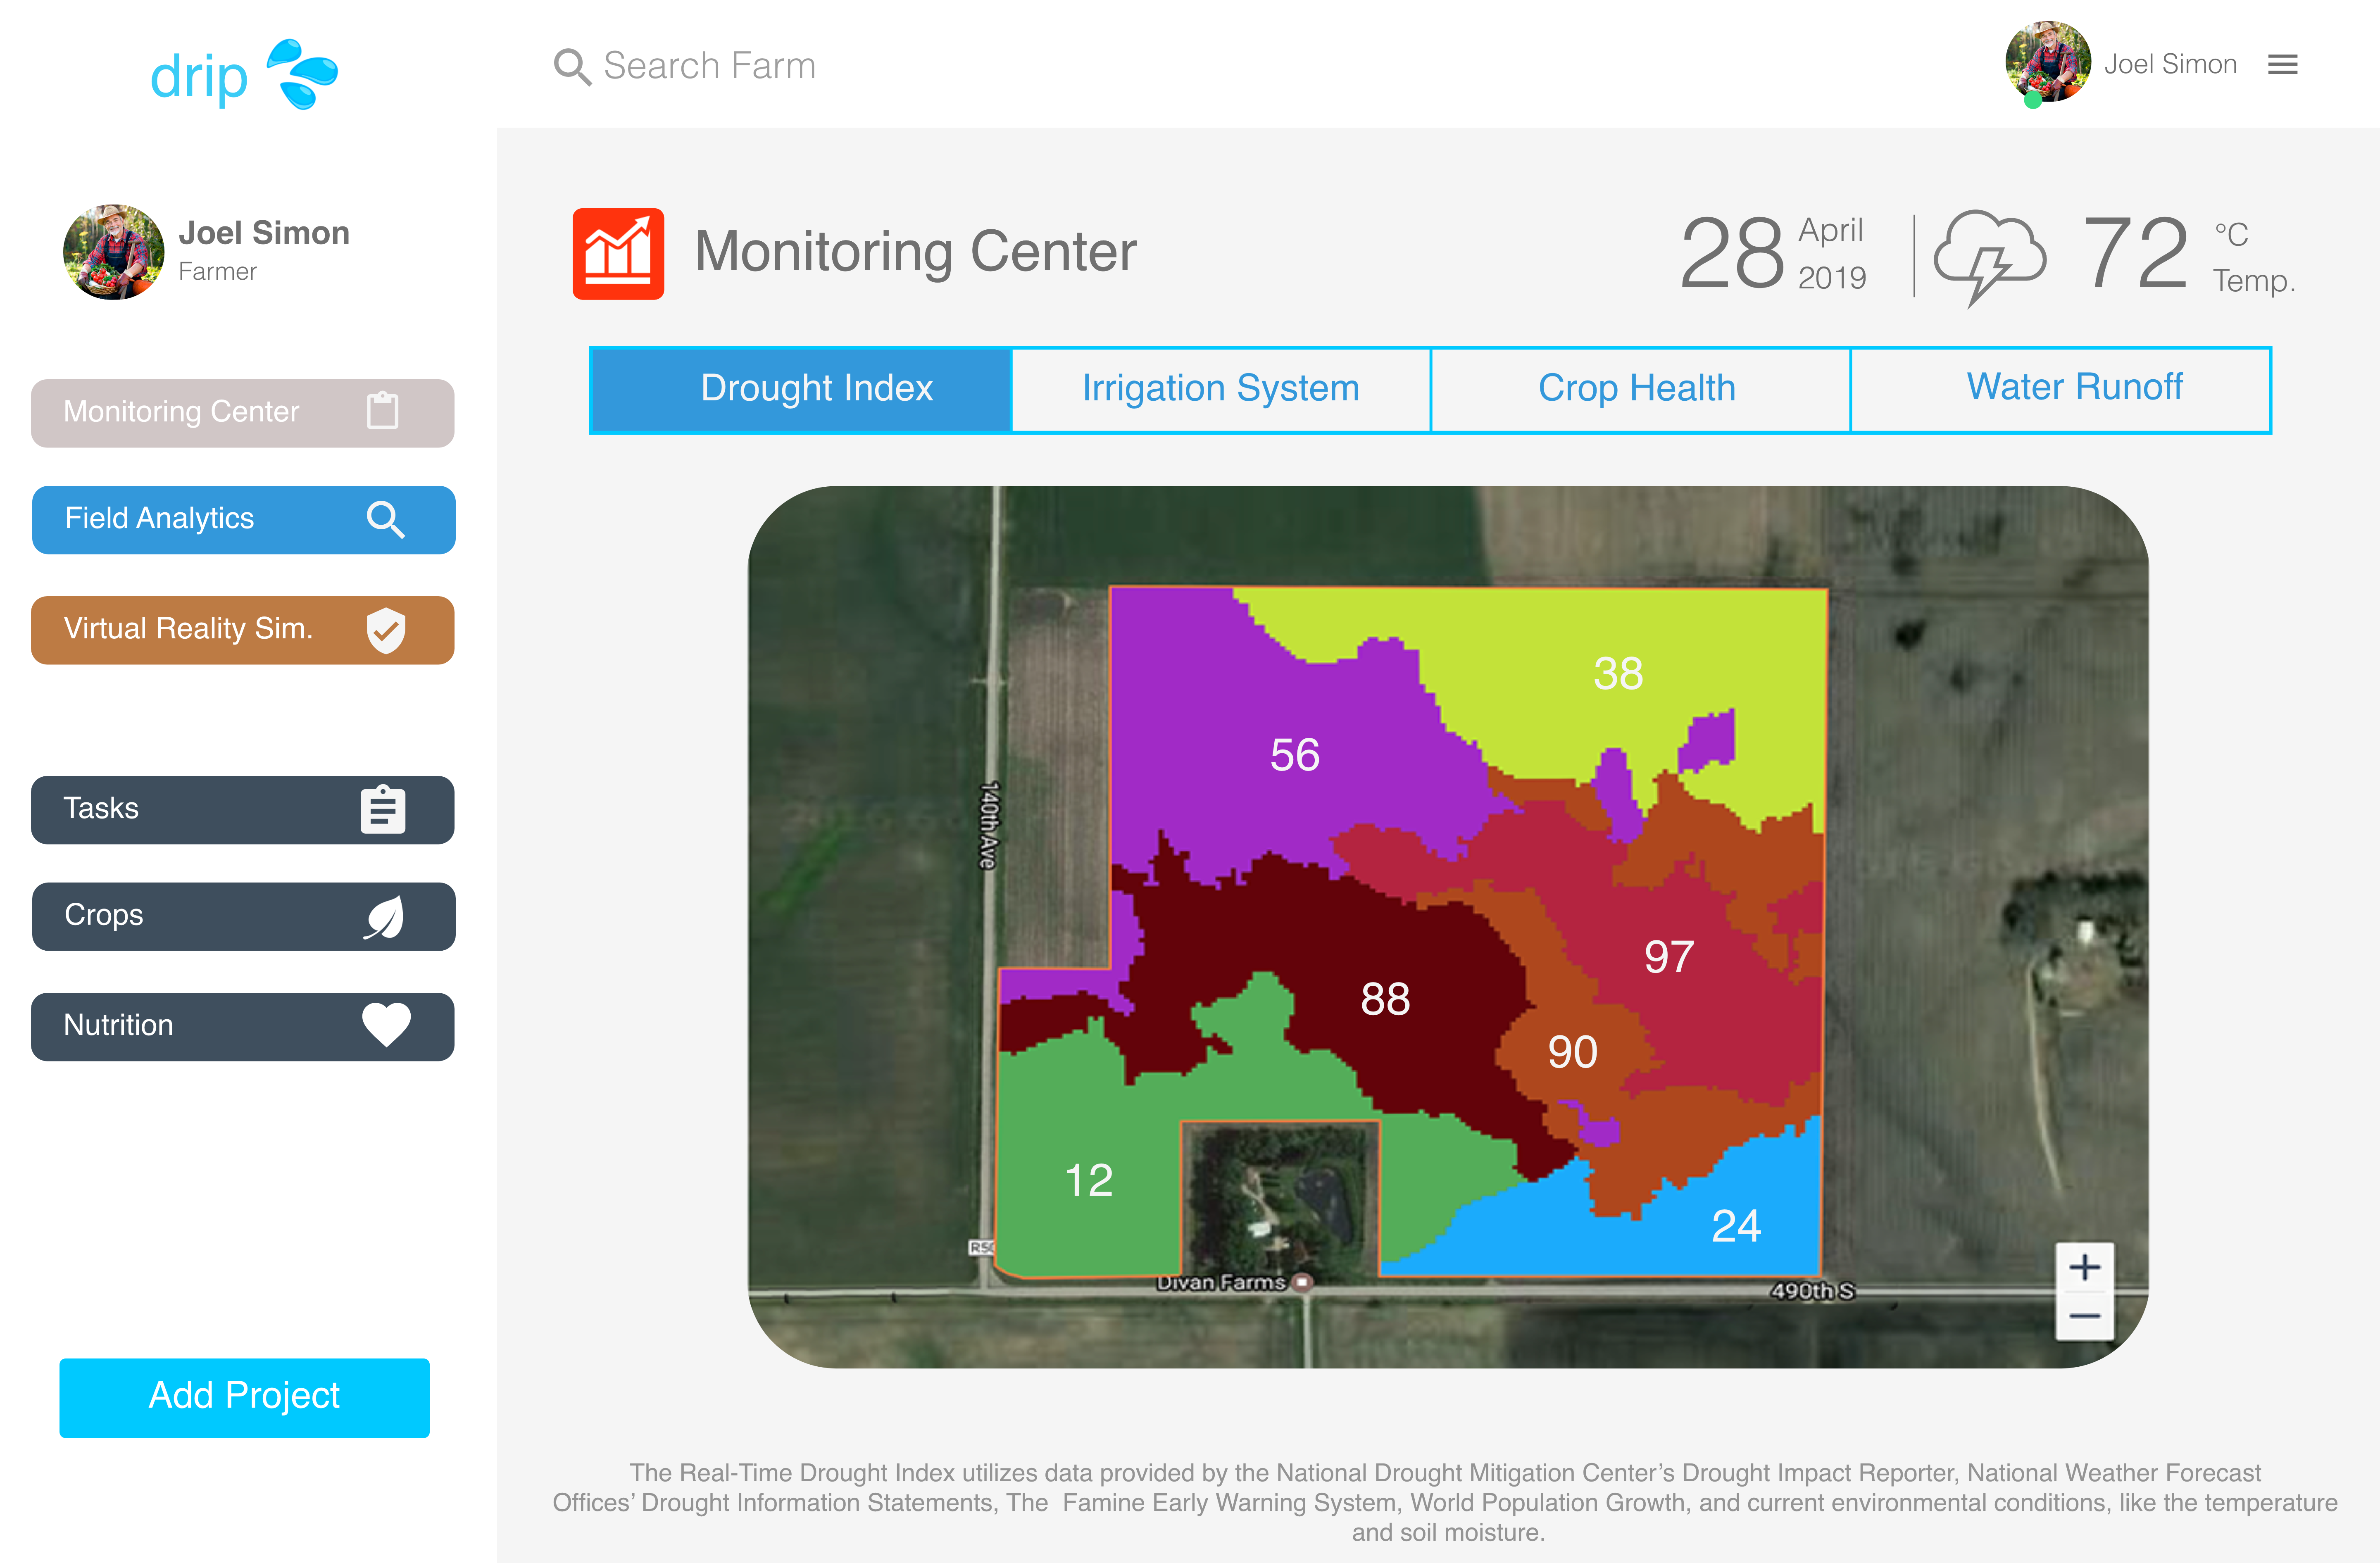 drip
Search Farm
Joel Simon
Joel Simon
Farmer
Monitoring Center
Field Analytics
Virtual Reality Sim.
Tasks
Crops
Nutrition
Add Project
Monitoring Center
28
April
2019
72
°C
Temp.
Drought Index
Irrigation System
Crop Health
Water Runoff
38
56
140th Ave
97
88
90
12
24
R50
Divan Farms
490th S
+
−
The Real-Time Drought Index utilizes data provided by the National Drought Mitigation Center’s Drought Impact Reporter, National Weather Forecast
Offices’ Drought Information Statements, The Famine Early Warning System, World Population Growth, and current environmental conditions, like the temperature
and soil moisture.